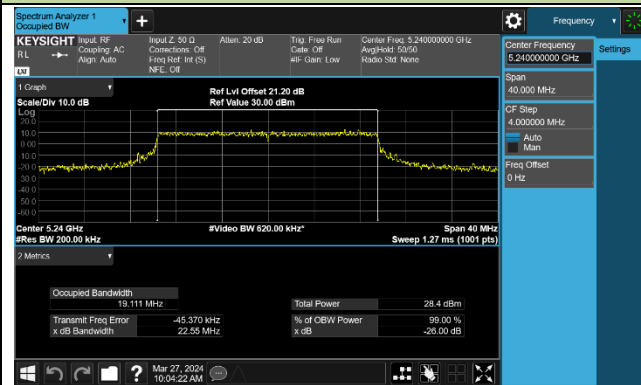 Spectrum Analyzer 1
Occupied BW
Frequency
KEYSIGHT
RL
LXI
Input: RF
Coupling: AC
Align: Auto
Input Z: 50 Ω
Corrections: Off
Freq Ref: Int (S)
NFE: Off
Atten: 20 dB
Trig: Free Run
Gate: Off
#IF Gain: Low
Center Freq: 5.240000000 GHz
Avg|Hold: 50/50
Radio Std: None
Center Frequency
5.240000000 GHz
Settings
Span
40.000 MHz
CF Step
4.000000 MHz
Auto
Man
Freq Offset
0 Hz
1 Graph
Scale/Div 10.0 dB
Ref Lvl Offset 21.20 dB
Ref Value 30.00 dBm
Log
20.0
10.0
0.00
-10.0
-20.0
-30.0
-40.0
-50.0
-60.0
Center 5.24 GHz
#Res BW 200.00 kHz
#Video BW 620.00 kHz*
Span 40 MHz
Sweep 1.27 ms (1001 pts)
2 Metrics
Occupied Bandwidth
19.111 MHz
Total Power 28.4 dBm
Transmit Freq Error -45.370 kHz
% of OBW Power 99.00 %
x dB Bandwidth 22.55 MHz
x dB -26.00 dB
?
Mar 27, 2024
10:04:22 AM